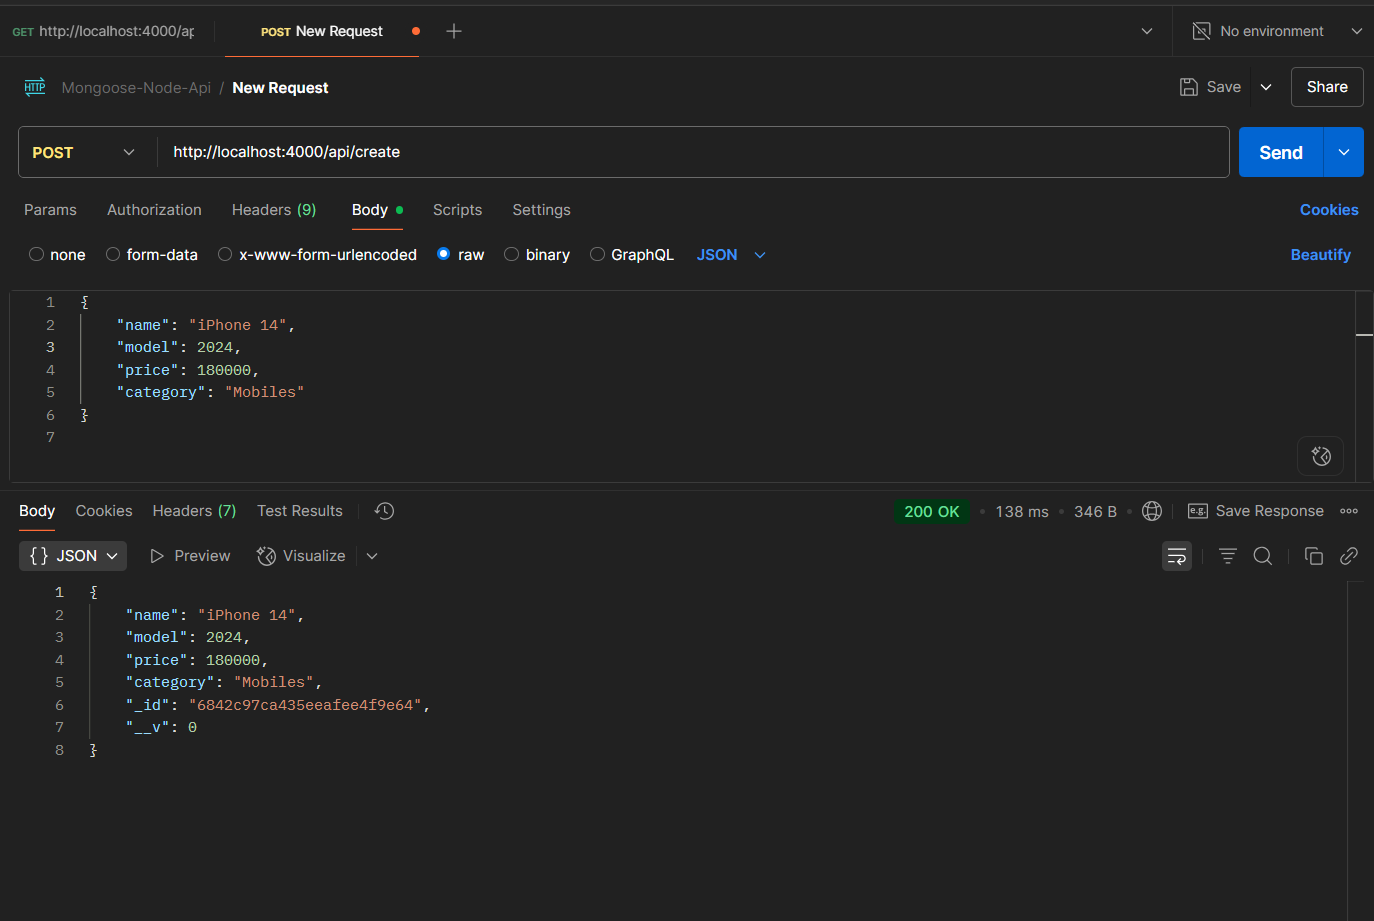 GET http://localhost:4000/ap POST New Request No environment
HTTP Mongoose-Node-Api / New Request Save Share
POST http://localhost:4000/api/create Send
Params Authorization Headers (9) Body Scripts Settings Cookies
none form-data x-www-form-urlencoded raw binary GraphQL JSON Beautify
1 {
2 "name": "iPhone 14",
3 "model": 2024,
4 "price": 180000,
5 "category": "Mobiles"
6 }
7
Body Cookies Headers (7) Test Results 200 OK • 138 ms • 346 B • e.g. Save Response
{} JSON Preview Visualize
1 {
2 "name": "iPhone 14",
3 "model": 2024,
4 "price": 180000,
5 "category": "Mobiles",
6 "_id": "6842c97ca435eeafee4f9e64",
7 "__v": 0
8 }